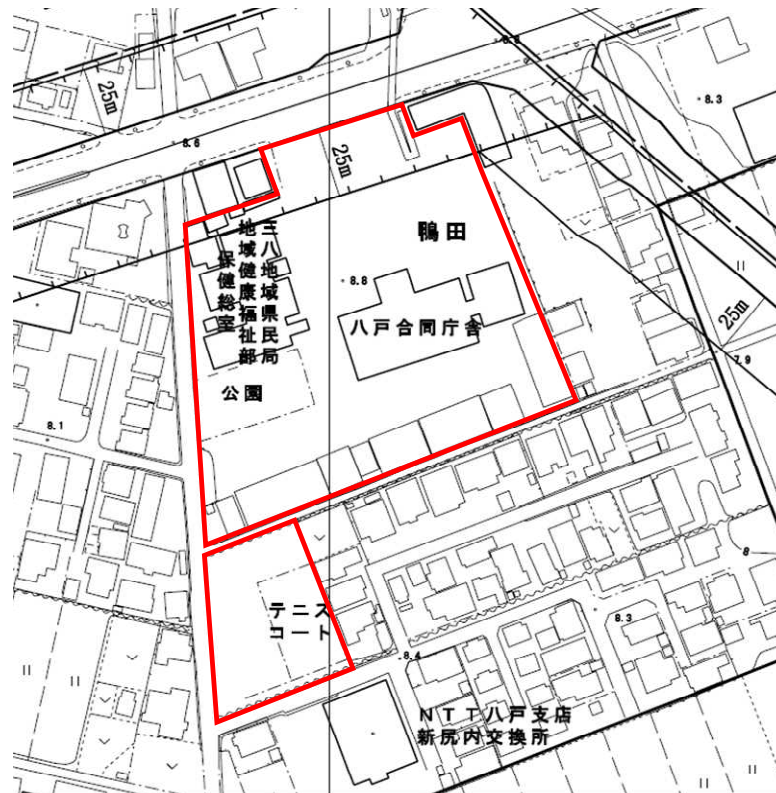 25m
8.6
25m
8.3
鴨田
三八地域県民局
地域健康福祉部
保健総室
8.8
八戸合同庁舎
25m
7.9
公園
8.1
テニス
コート
8.3
8.4
8
NTT八戸支店
新尻内交換所